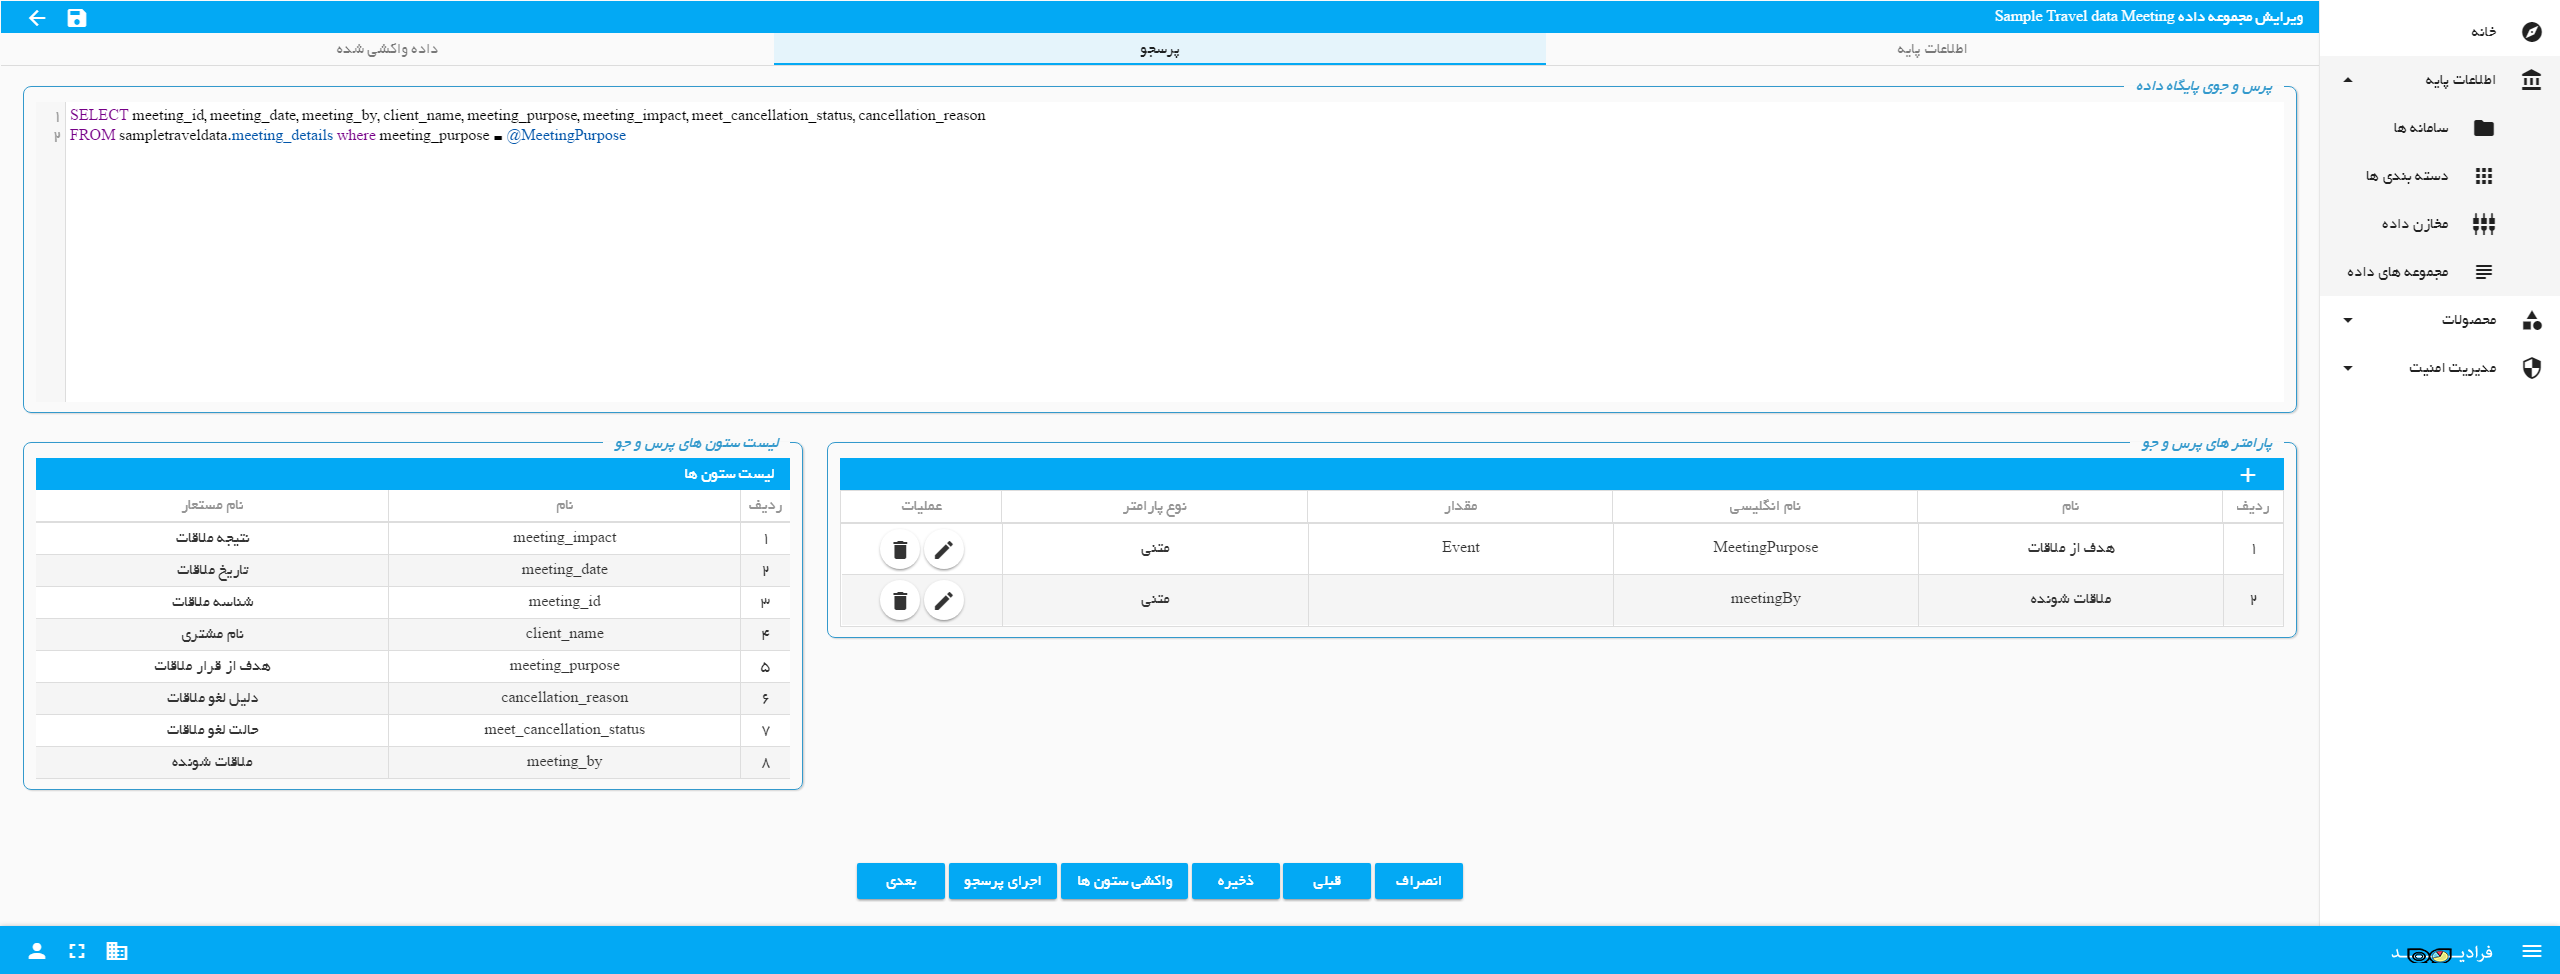 ویرایش مجموعه داده Sample Travel data Meeting
خانه
اطلاعات پایه
سامانه ها
دسته بندی ها
مخازن داده
مجموعه های داده
محصولات
مدیریت امنیت
اطلاعات پایه
پرسجو
داده واکشی شده
پرس و جوی پایگاه داده
۱ SELECT meeting_id, meeting_date, meeting_by, client_name, meeting_purpose, meeting_impact, meet_cancellation_status, cancellation_reason
۲ FROM sampletraveldata.meeting_details where meeting_purpose = @MeetingPurpose
پارامتر های پرس و جو
ردیف نام نام انگلیسی مقدار نوع پارامتر عملیات
۱ هدف از ملاقات MeetingPurpose Event متنی
۲ ملاقات شونده meetingBy متنی
لیست ستون های پرس و جو
لیست ستون ها
ردیف نام نام مستعار
۱ meeting_impact نتیجه ملاقات
۲ meeting_date تاریخ ملاقات
۳ meeting_id شناسه ملاقات
۴ client_name نام مشتری
۵ meeting_purpose هدف از قرار ملاقات
۶ cancellation_reason دلیل لغو ملاقات
۷ meet_cancellation_status حالت لغو ملاقات
۸ meeting_by ملاقات شونده
انصراف قبلی ذخیره واکشی ستون ها اجرای پرسجو بعدی
فرادید